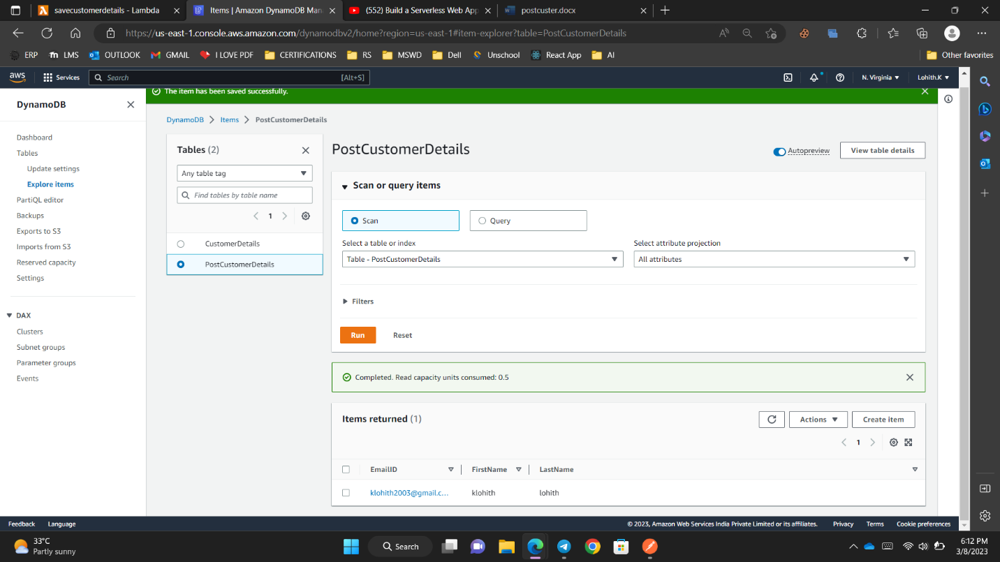 savecustomerdetails - Lambda
Items | Amazon DynamoDB Man
(552) Build a Serverless Web App
postcuster.docx
https://us-east-1.console.aws.amazon.com/dynamodbv2/home?region=us-east-1#item-explorer?table=PostCustomerDetails
ERP LMS OUTLOOK GMAIL I LOVE PDF CERTIFICATIONS RS MSWD Dell Unschool React App AI Other favorites
aws Services Search [Alt+S] N. Virginia Lohith.K
The item has been saved successfully.
DynamoDB
Dashboard
Tables
Update settings
Explore items
PartiQL editor
Backups
Exports to S3
Imports from S3
Reserved capacity
Settings
DAX
Clusters
Subnet groups
Parameter groups
Events
DynamoDB Items PostCustomerDetails
Tables (2)
Any table tag
Find tables by table name
1
CustomerDetails
PostCustomerDetails
PostCustomerDetails
Autopreview
View table details
Scan or query items
Scan Query
Select a table or index Select attribute projection
Table - PostCustomerDetails All attributes
Filters
Run Reset
Completed. Read capacity units consumed: 0.5
Items returned (1)
Actions Create item
1
EmailID FirstName LastName
klohith2003@gmail.c... klohith lohith
Feedback Language © 2023, Amazon Web Services India Private Limited or its affiliates. Privacy Terms Cookie preferences
33°C
Partly sunny
Search
6:12 PM
3/8/2023